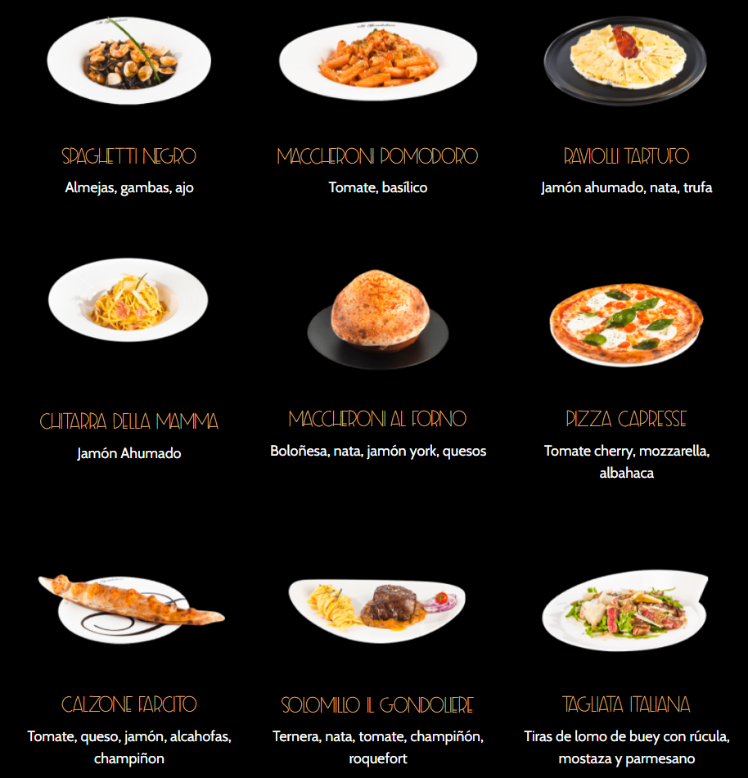 SPAGHETTI NEGRO
Almejas, gambas, ajo
MACCHERONI POMODORO
Tomate, basílico
RAVIOLLI TARTUFO
Jamón ahumado, nata, trufa
CHITARRA DELLA MAMMA
Jamón Ahumado
MACCHERONI AL FORNO
Boloñesa, nata, jamón york, quesos
PIZZA CAPRESSE
Tomate cherry, mozzarella,
albahaca
CALZONE FARCITO
Tomate, queso, jamón, alcahofas,
champiñon
SOLOMILLO IL GONDOLIERE
Ternera, nata, tomate, champiñón,
roquefort
TAGLIATA ITALIANA
Tiras de lomo de buey con rúcula,
mostaza y parmesano